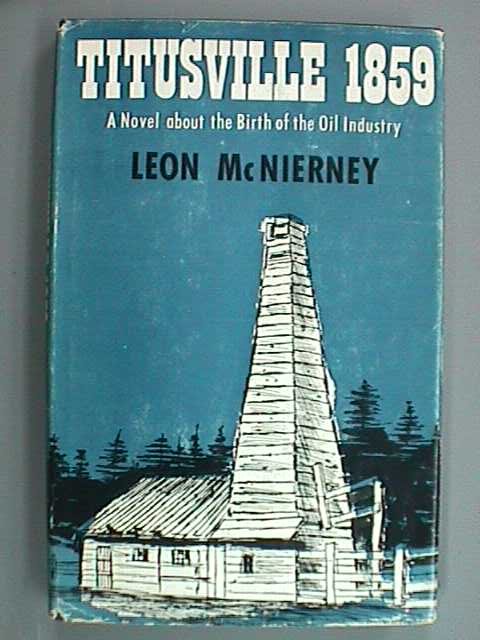 TITUSVILLE 1859
A Novel about the Birth of the Oil Industry
LEON McNIERNEY